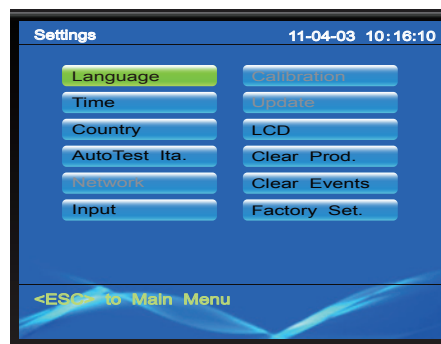 Settings 11-04-03 10:16:10
Language Calibration
Time Update
Country LCD
AutoTest Ita. Clear Prod.
Network Clear Events
Input Factory Set.
<ESC> to Main Menu